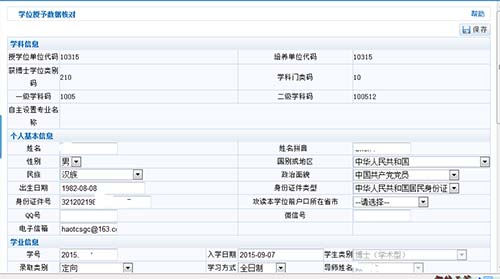 学位授予数据核对 帮助
保存
学科信息
授学位单位代码 10315 培养单位代码 10315
获博士学位类别码 210 学科门类码 10
一级学科码 1005 二级学科码 100512
自主设置专业名称
个人基本信息
姓名 姓名拼音
性别 男 国别或地区 中华人民共和国
民族 汉族 政治面貌 中国共产党党员
出生日期 1982-08-08 身份证件类型 中华人民共和国居民身份证
身份证件号 321202198 攻读本学位前户口所在省市 --请选择--
QQ号 微信号
电子信箱 haotcsgc@163.co
学业信息
学号 2015. 入学日期 2015-09-07 学生类别 博士（学术型）
录取类别 定向 学习方式 全日制 导师姓名